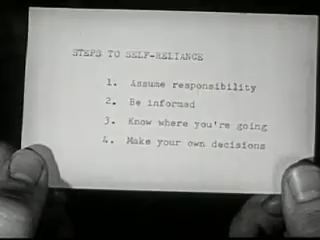 STEPS TO SELF-RELIANCE
1. Assume responsibility
2. Be informed
3. Know where you're going
4. Make your own decisions